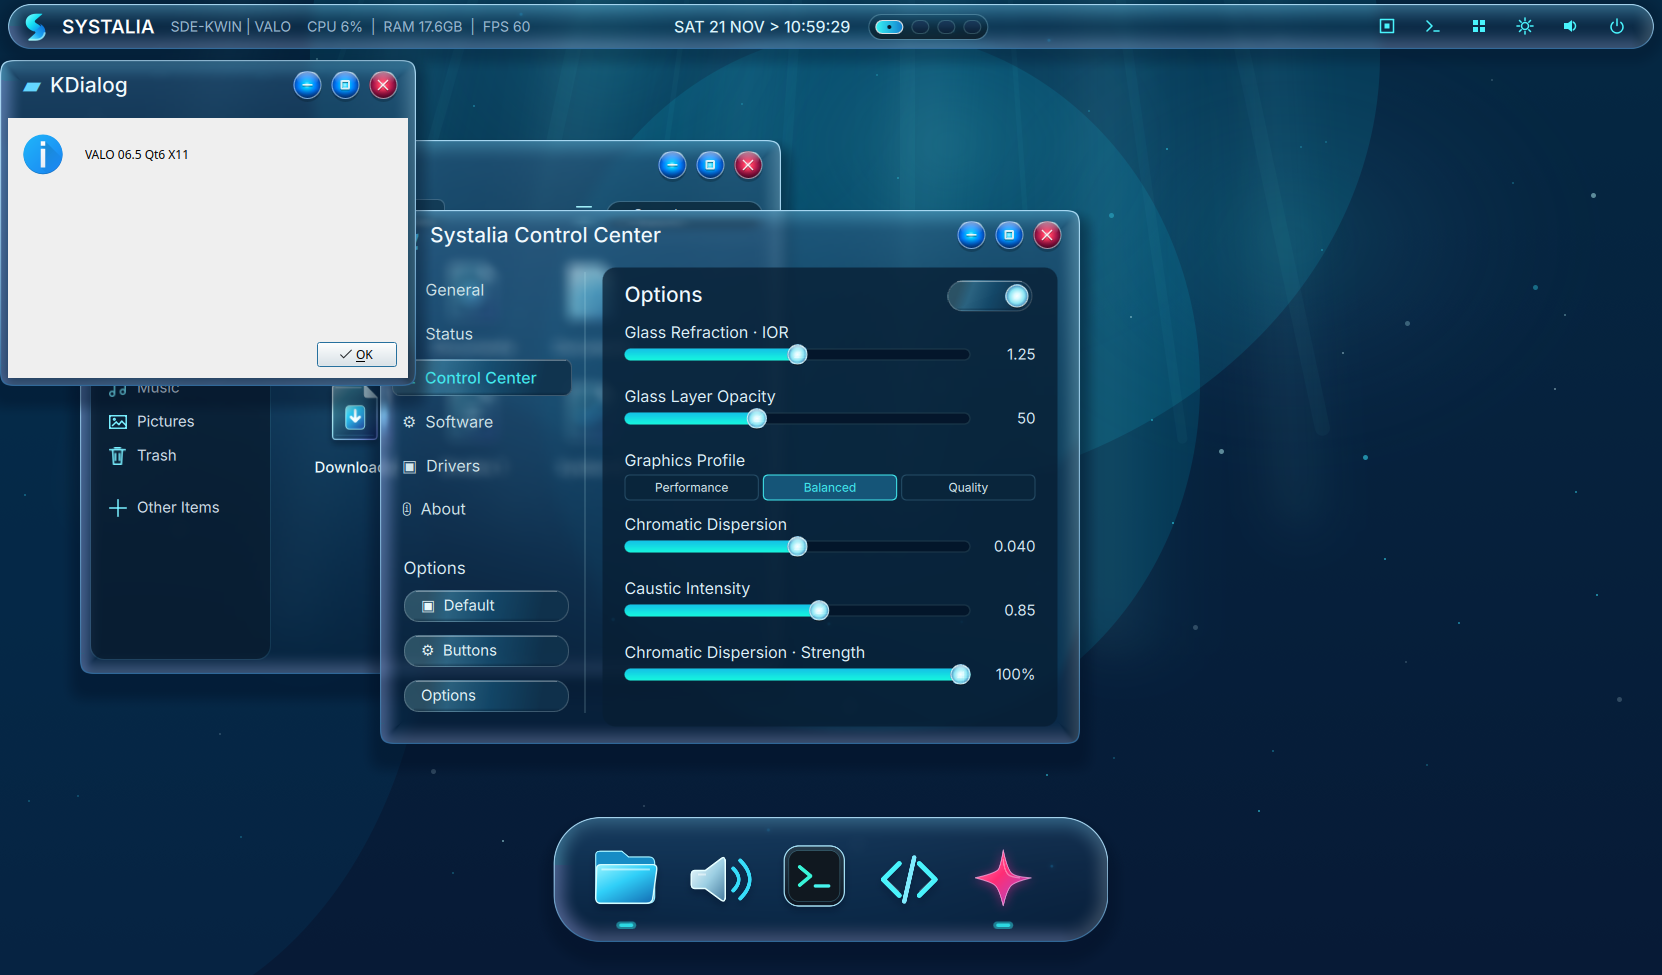 SYSTALIA SDE-KWIN | VALO CPU 6% | RAM 17.6GB | FPS 60 SAT 21 NOV > 10:59:29
KDialog
VALO 06.5 Qt6 X11
OK
Music
Pictures
Trash
Other Items
Systalia Control Center
General
Status
Control Center
Software
Drivers
About
Options
Default
Buttons
Options
Options
Glass Refraction · IOR
1.25
Glass Layer Opacity
50
Graphics Profile
Performance Balanced Quality
Chromatic Dispersion
0.040
Caustic Intensity
0.85
Chromatic Dispersion · Strength
100%